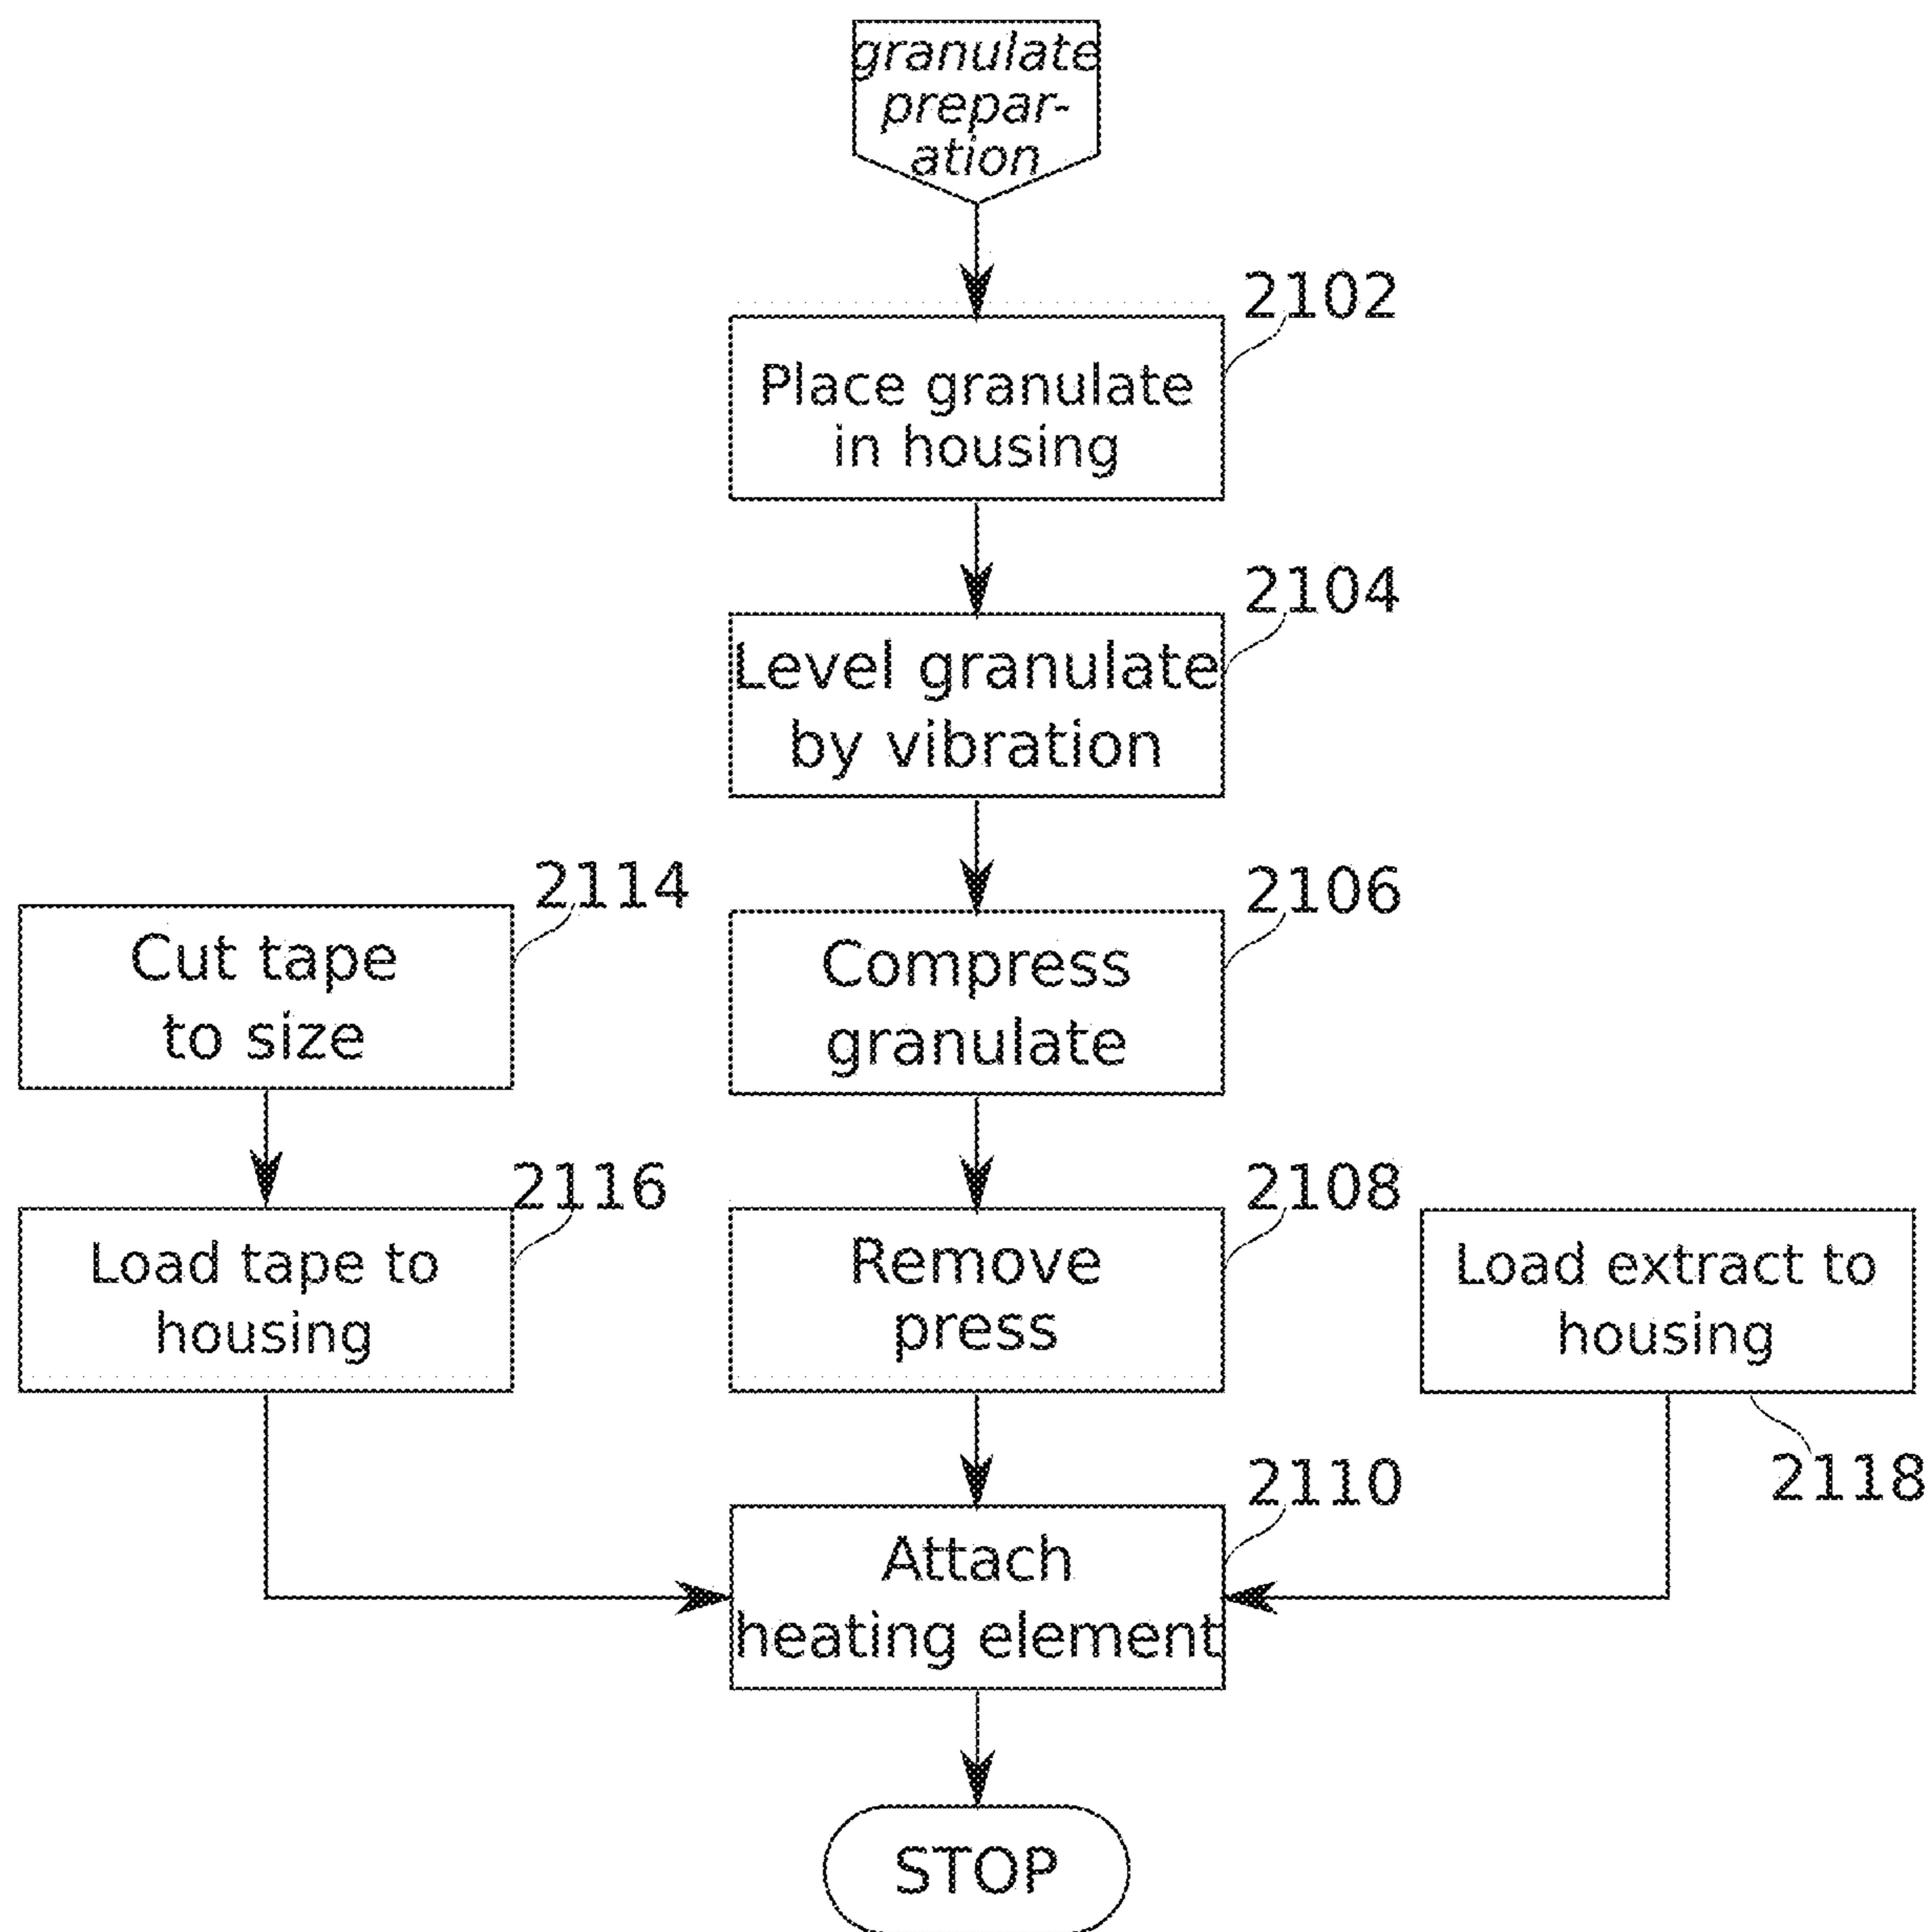 granulate
prepar-
ation
2102
Place granulate
in housing
2104
Level granulate
by vibration
2114
Cut tape
to size
2106
Compress
granulate
2116
Load tape to
housing
2108
Remove
press
Load extract to
housing
2118
2110
Attach
heating element
STOP